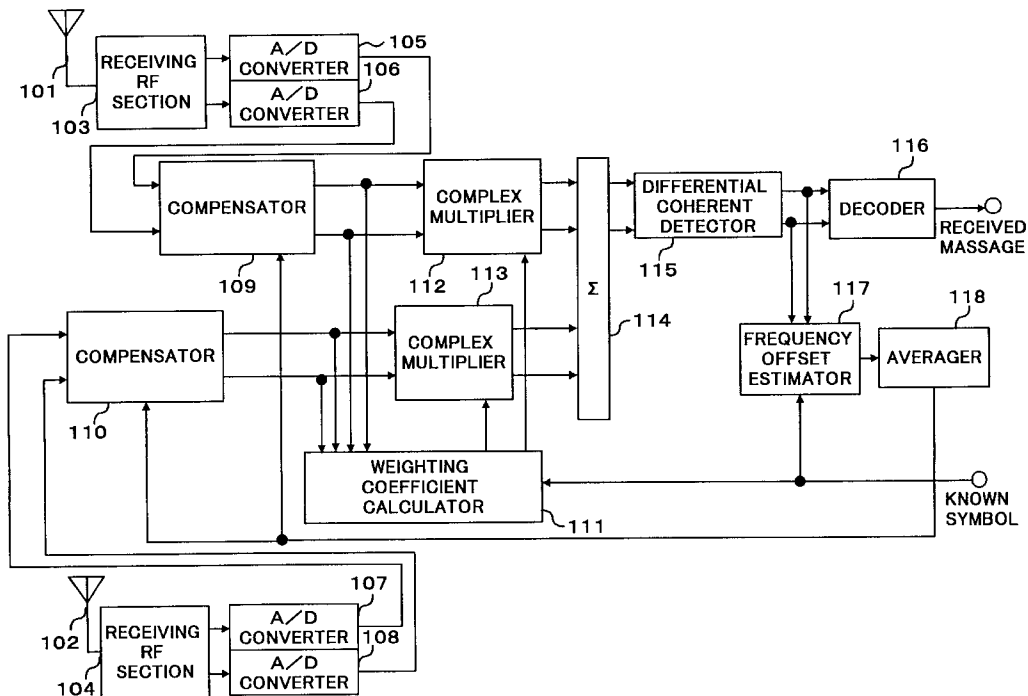 101
RECEIVING
RF
SECTION
103
A/D
CONVERTER
105
A/D
CONVERTER
106
COMPENSATOR
109
COMPLEX
MULTIPLIER
112
Σ
114
DIFFERENTIAL
COHERENT
DETECTOR
115
DECODER
116
RECEIVED
MASSAGE
COMPENSATOR
110
COMPLEX
MULTIPLIER
113
FREQUENCY
OFFSET
ESTIMATOR
117
AVERAGER
118
WEIGHTING
COEFFICIENT
CALCULATOR
111
KNOWN
SYMBOL
102
RECEIVING
RF
SECTION
104
A/D
CONVERTER
107
A/D
CONVERTER
108